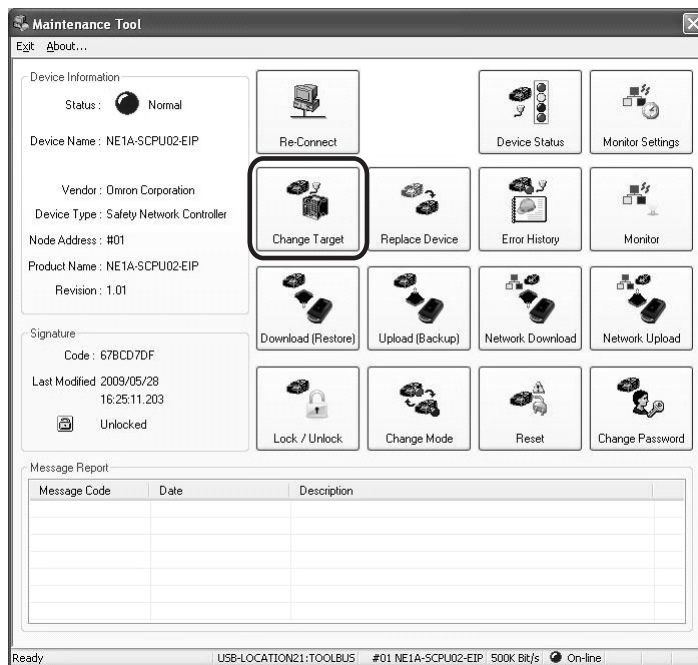 Maintenance Tool
Exit About...
Device Information
Status : Normal
Device Name : NE1A-SCPU02-EIP
Vendor : Omron Corporation
Device Type : Safety Network Controller
Node Address : #01
Product Name : NE1A-SCPU02-EIP
Revision : 1.01
Signature
Code : 67BCD7DF
Last Modified 2009/05/28
16:25:11.203
Unlocked
Re-Connect
Device Status
Monitor Settings
Change Target
Replace Device
Error History
Monitor
Download (Restore)
Upload (Backup)
Network Download
Network Upload
Lock / Unlock
Change Mode
Reset
Change Password
Message Report
Message Code Date Description
Ready USB-LOCATION21:TOOLBUS #01 NE1A-SCPU02-EIP 500K Bit/s On-line